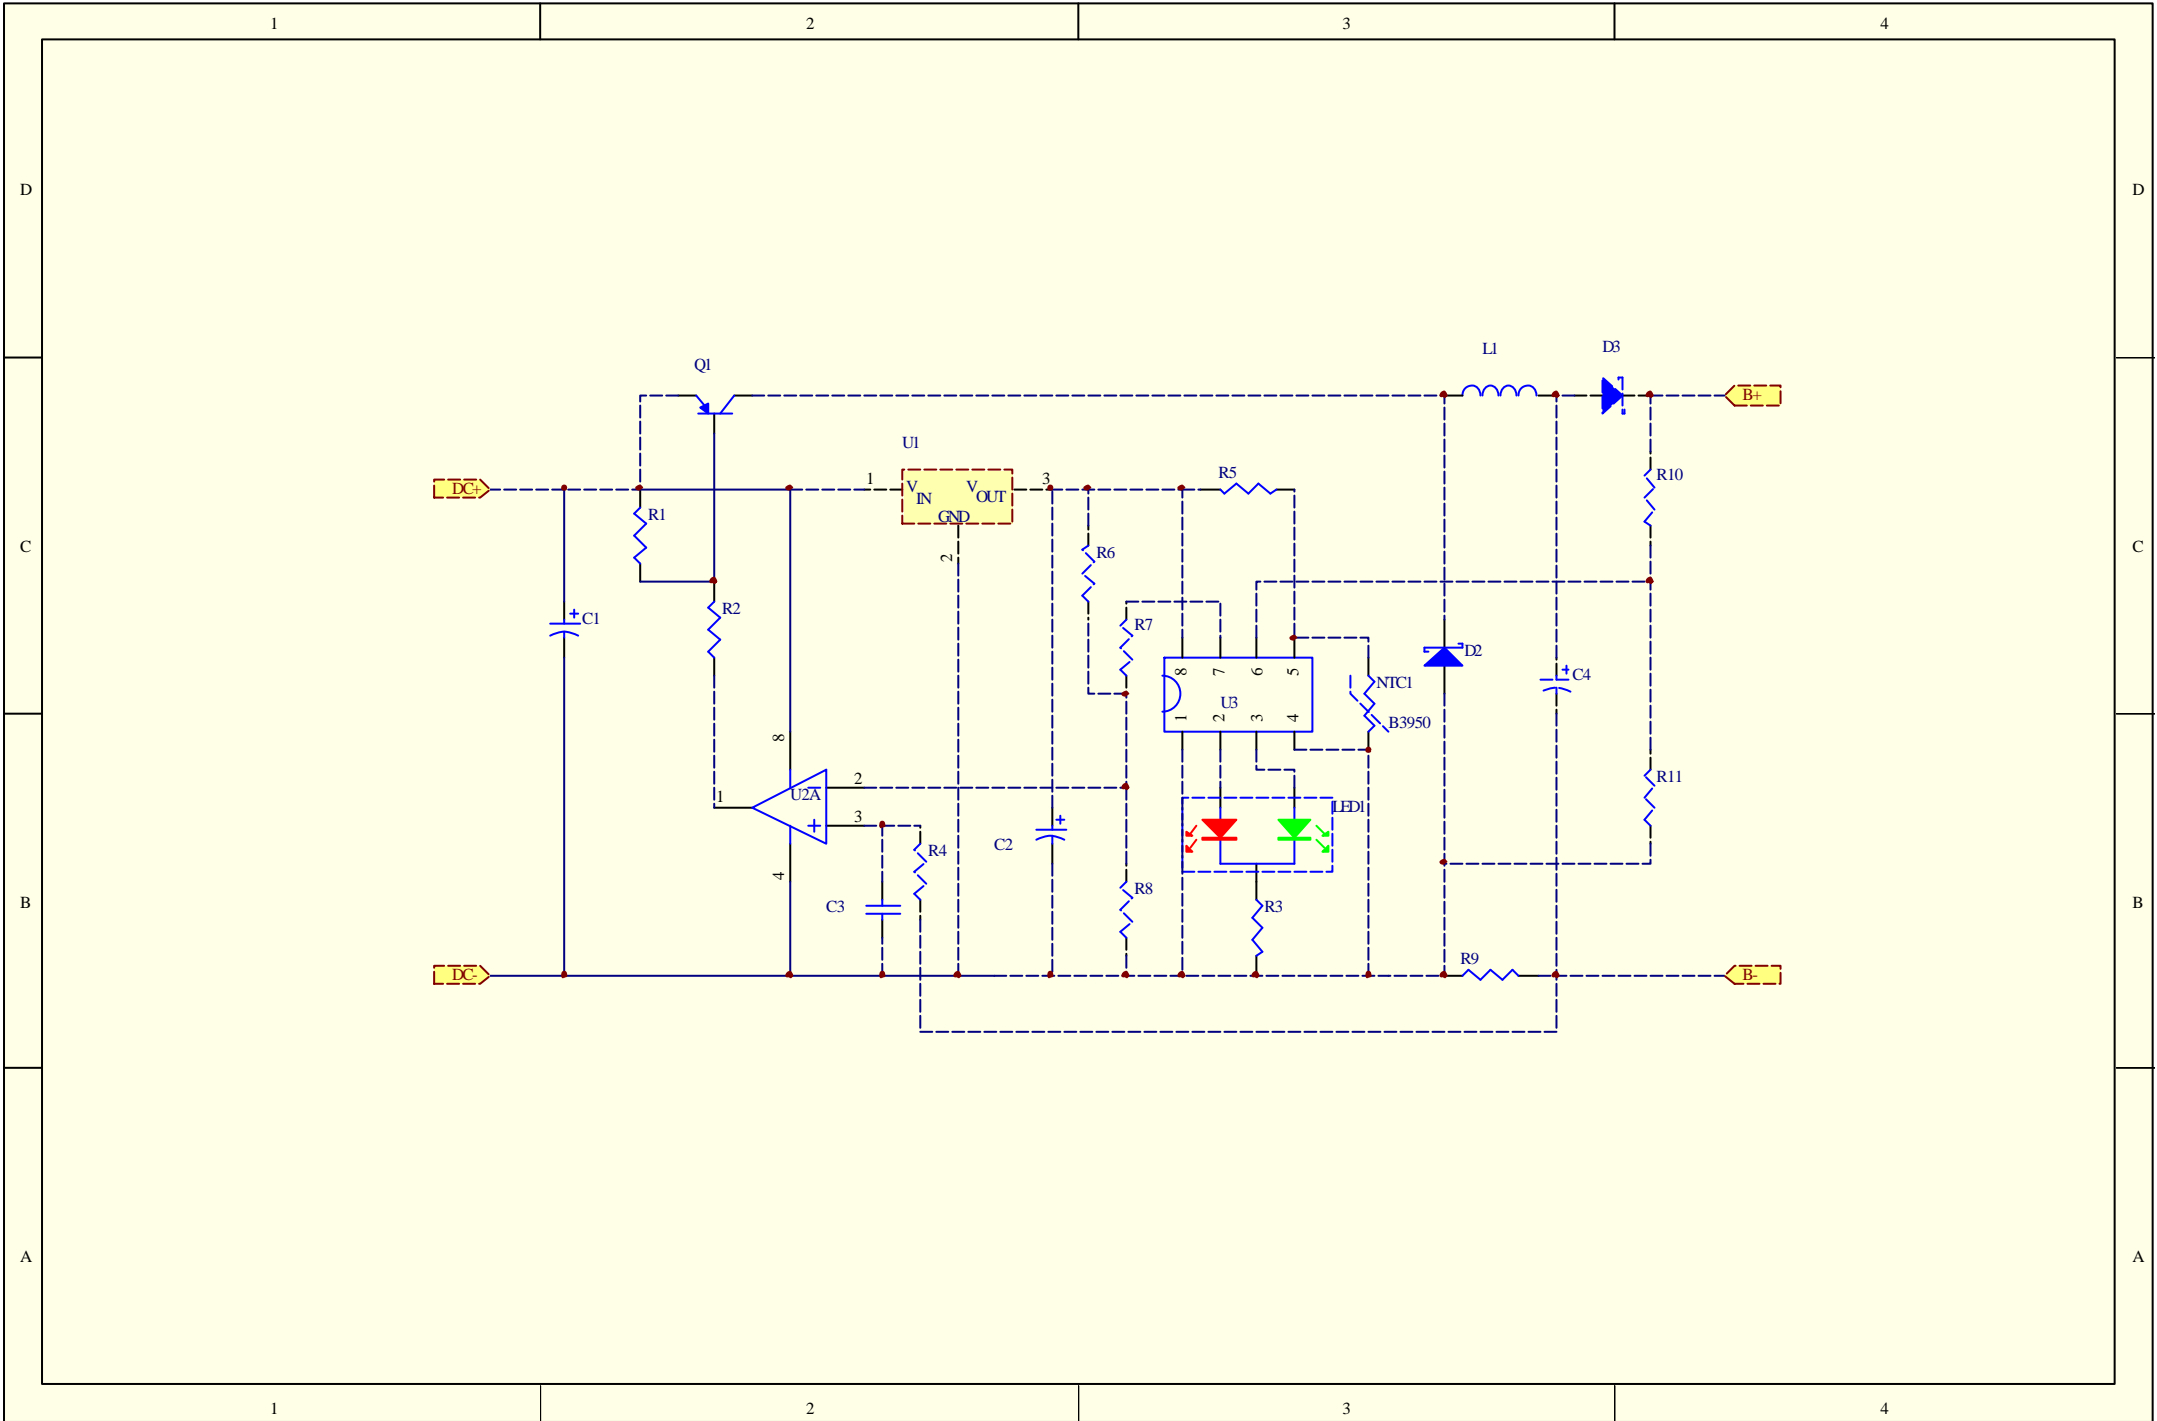 1 2 3 4
D D
L1 D3
Q1
B+
U1
DC+ 1 VIN VOUT 3 R5 R10
GND
R1
C 2 R6 C
R2 C1
R7
8 7 6 5 D2
C4
NTC1
U3
1 2 3 4 B3950
8
2 R11
1 U2A
LED1
3
C2 R4
4
R8
B C3 R3 B
R9
DC- B-
A A
1 2 3 4